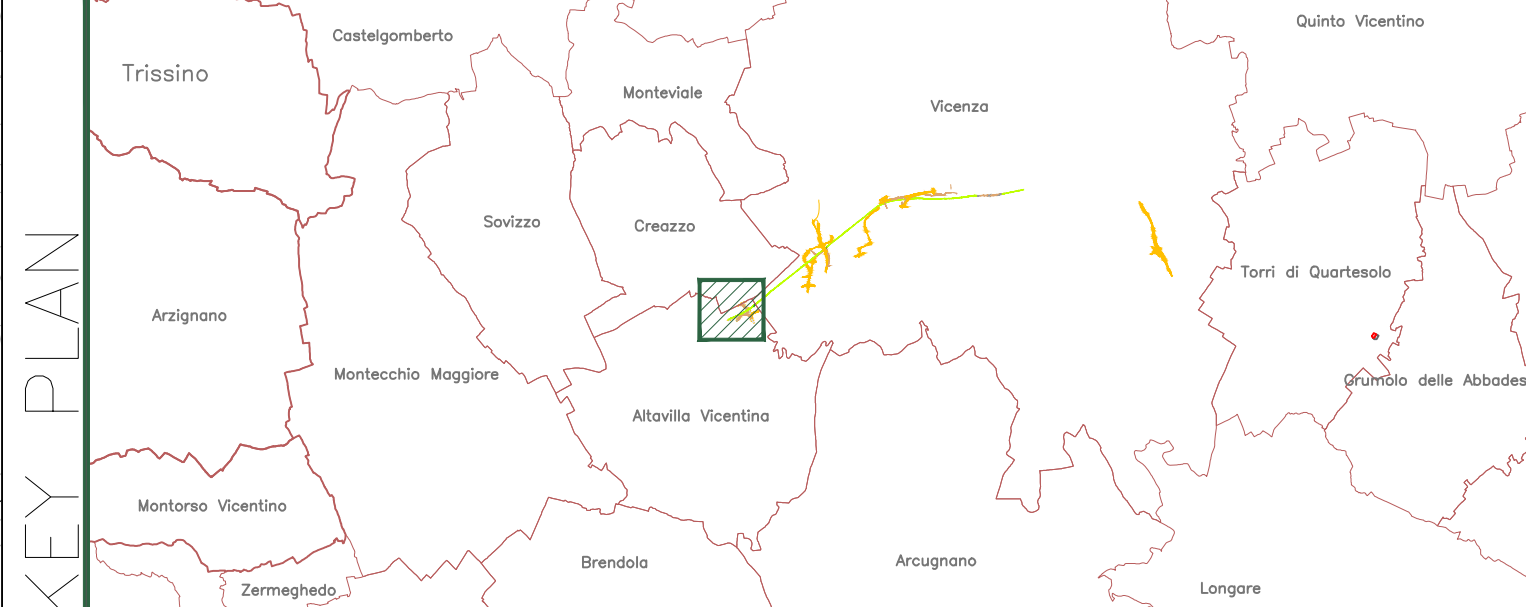 KEY PLAN
Quinto Vicentino
Castelgomberto
Trissino
Monteviale
Vicenza
Sovizzo
Creazzo
Torri di Quartesolo
Arzignano
Montecchio Maggiore
Grumolo delle Abbades
Altavilla Vicentina
Montorso Vicentino
Brendola
Arcugnano
Zermeghedo
Longare